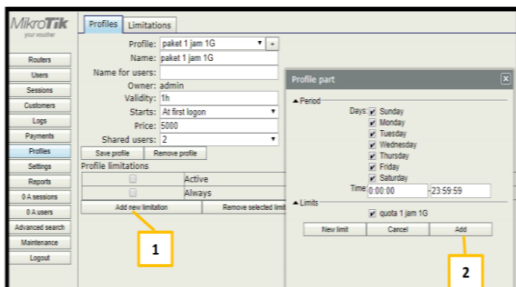 MikroTik
your voucher
Routers
Users
Sessions
Customers
Logs
Payments
Profiles
Settings
Reports
0 A sessions
0 A users
Advanced search
Maintenance
Logout
Profiles Limitations
Profile: paket 1 jam 1G
Name: paket 1 jam 1G
Name for users:
Owner: admin
Validity: 1h
Starts: At first logon
Price: 5000
Shared users: 2
Save profile Remove profile
Profile limitations
Active
Always
Add new limitation Remove selected limit
1
Profile part
Period
Days: Sunday
Monday
Tuesday
Wednesday
Thursday
Friday
Saturday
Time: 0:00:00 -23:59:59
Limits
quota 1 jam 1G
New limit Cancel Add
2